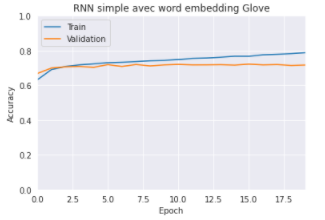 RNN simple avec word embedding Glove
Train
Validation
Accuracy
1.0
0.8
0.6
0.4
0.2
0.0
0.0 2.5 5.0 7.5 10.0 12.5 15.0 17.5
Epoch